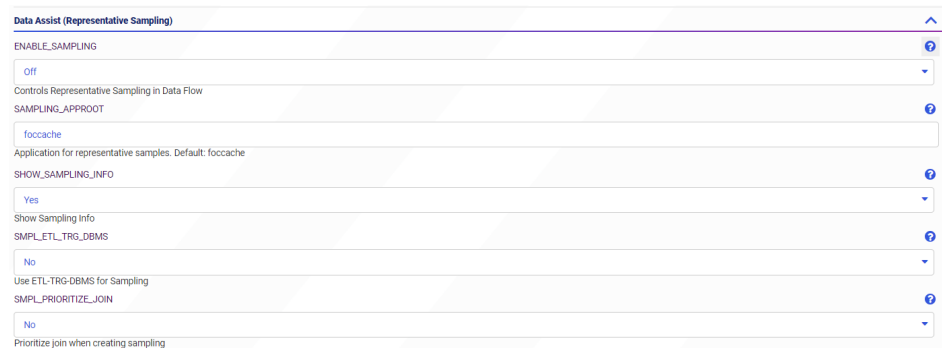 Data Assist (Representative Sampling)
ENABLE_SAMPLING
Off
Controls Representative Sampling in Data Flow
SAMPLING_APPROOT
foccache
Application for representative samples. Default: foccache
SHOW_SAMPLING_INFO
Yes
Show Sampling Info
SMPL_ETL_TRG_DBMS
No
Use ETL-TRG-DBMS for Sampling
SMPL_PRIORITIZE_JOIN
No
Prioritize join when creating sampling